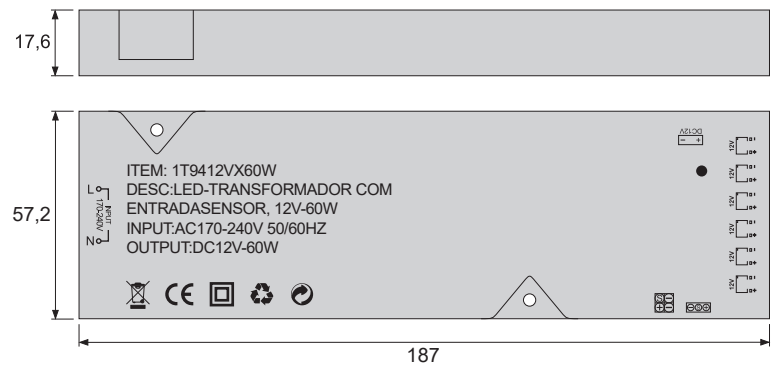 17,6
57,2
ITEM: 1T9412VX60W
DESC:LED-TRANSFORMADOR COM
ENTRADASENSOR, 12V-60W
INPUT:AC170-240V 50/60HZ
OUTPUT:DC12V-60W
L
N
INPUT
170-240V
CE
DC12V
- +
12V
12V
12V
12V
12V
12V
S
187